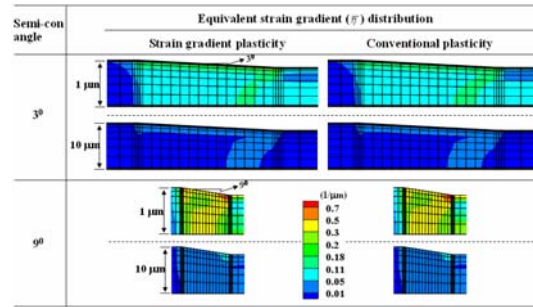 Semi-con
angle
Equivalent strain gradient (η̅) distribution
Strain gradient plasticity
Conventional plasticity
3⁰
1 μm
3⁰
10 μm
9⁰
1 μm
9⁰
10 μm
(1/μm)
0.7
0.5
0.3
0.2
0.18
0.11
0.05
0.01